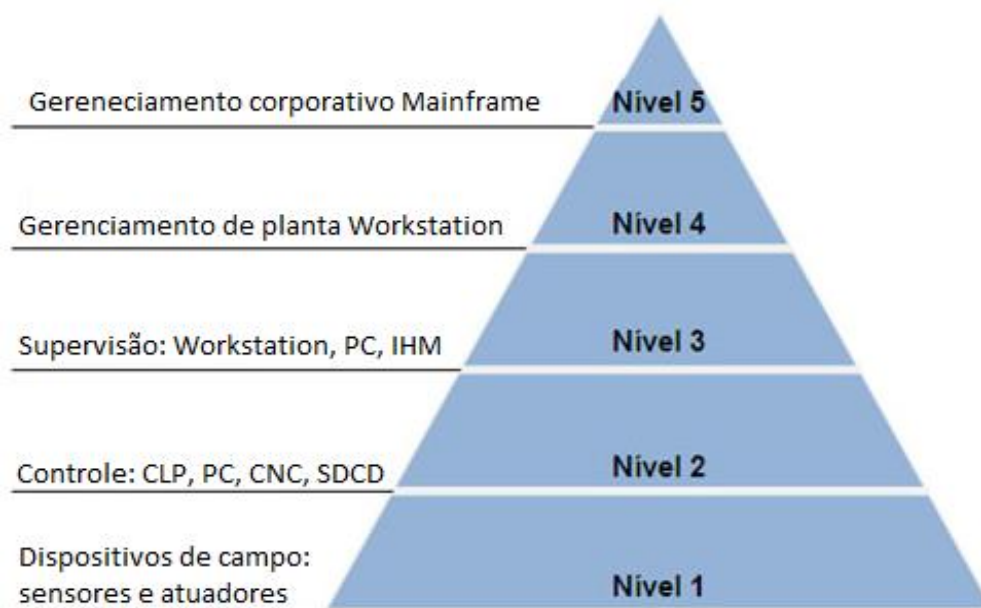 Gereneciamento corporativo Mainframe
Nível 5
Gerenciamento de planta Workstation
Nível 4
Supervisão: Workstation, PC, IHM
Nível 3
Controle: CLP, PC, CNC, SDCD
Nível 2
Dispositivos de campo:
sensores e atuadores
Nível 1